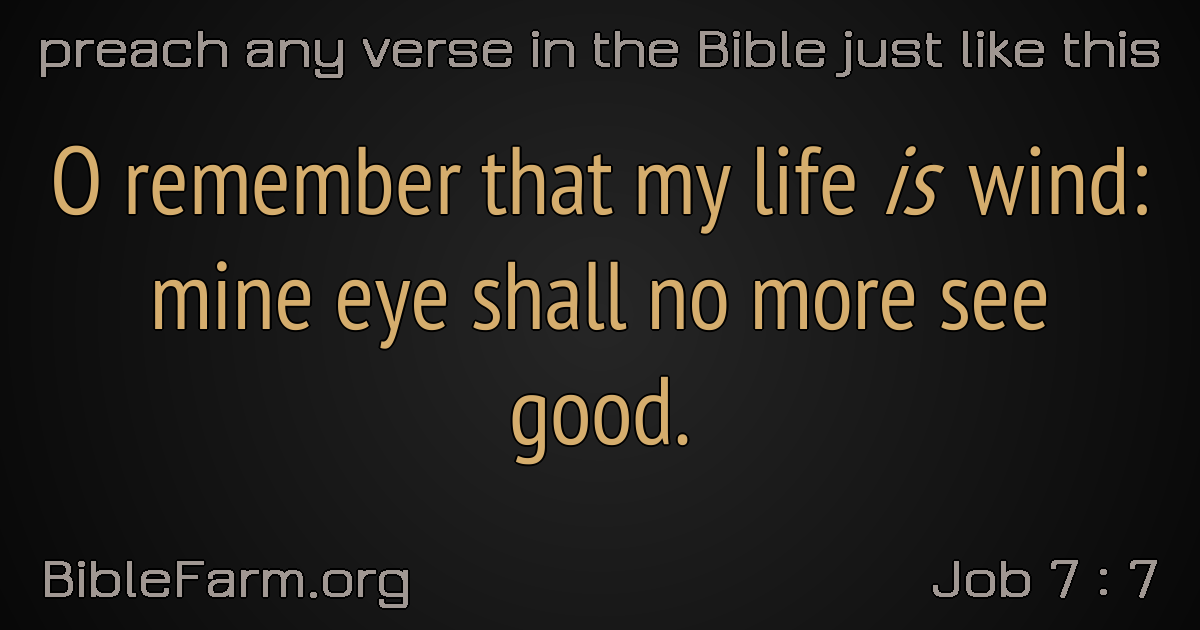 preach any verse in the Bible just like this
O remember that my life is wind:
mine eye shall no more see
good.
BibleFarm.org
Job 7 : 7